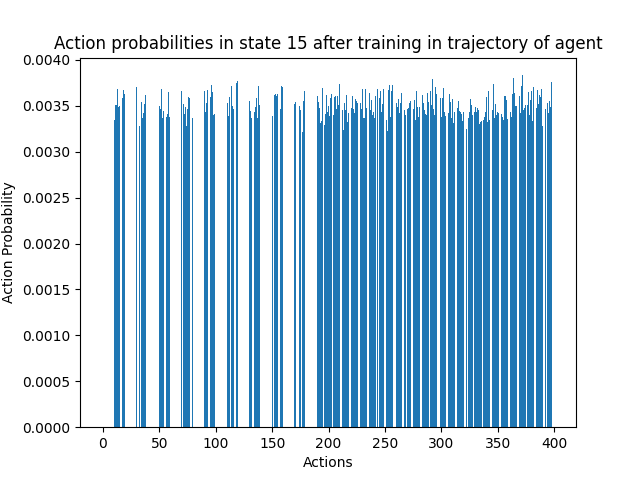 Action probabilities in state 15 after training in trajectory of agent
0.0040
0.0035
0.0030
0.0025
0.0020
0.0015
0.0010
0.0005
0.0000
Action Probability
0 50 100 150 200 250 300 350 400
Actions